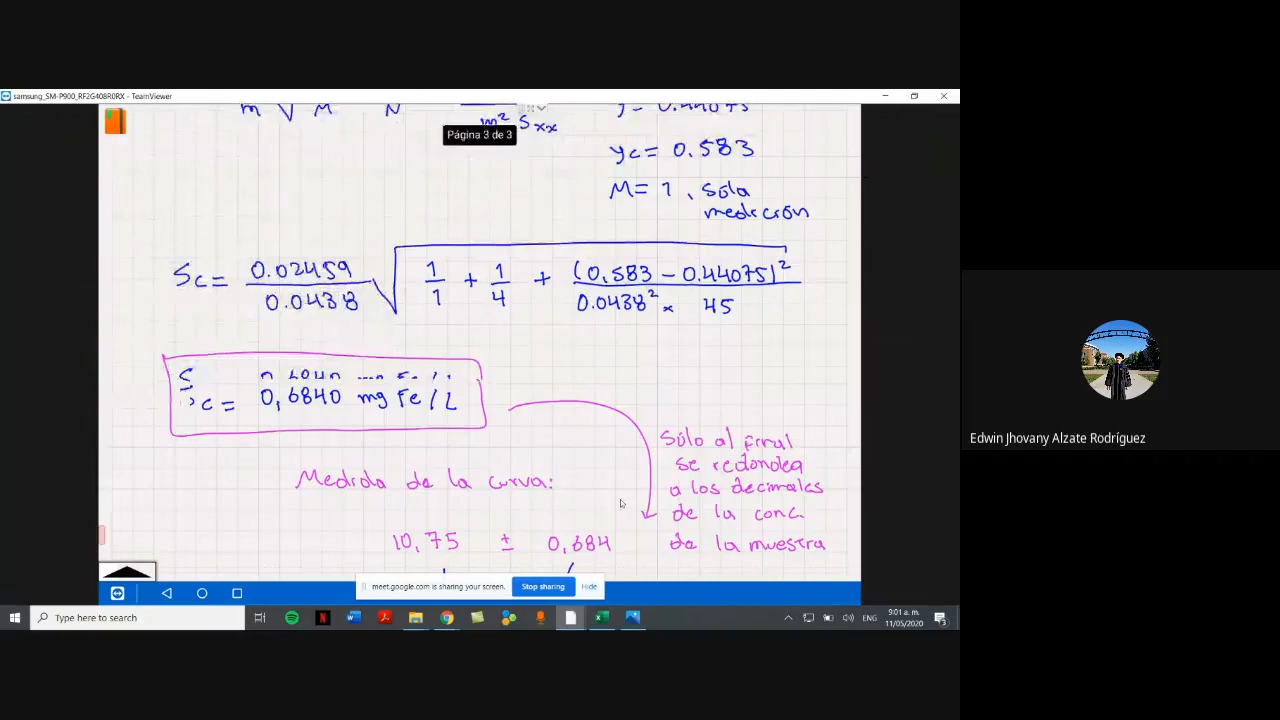 samsung_SM-P900_RF2G408R0RX - TeamViewer
m √ M N
m² Sxx
Página 3 de 3
ȳ = 0.44075
yc = 0.583
M = 1, sola
medición
Sc = 0.02459 / 0.0438 √ 1/1 + 1/4 + (0,583 - 0.44075)² / 0.0438² x 45
Sc = 0,6840 mg Fe/L
Sólo al final
se redondea
a los decimales
de la conc.
de la muestra
Medida de la curva:
10,75 ± 0,684
Edwin Jhovany Alzate Rodríguez
meet.google.com is sharing your screen. Stop sharing Hide
Type here to search
ENG
9:01 a. m.
11/05/2020